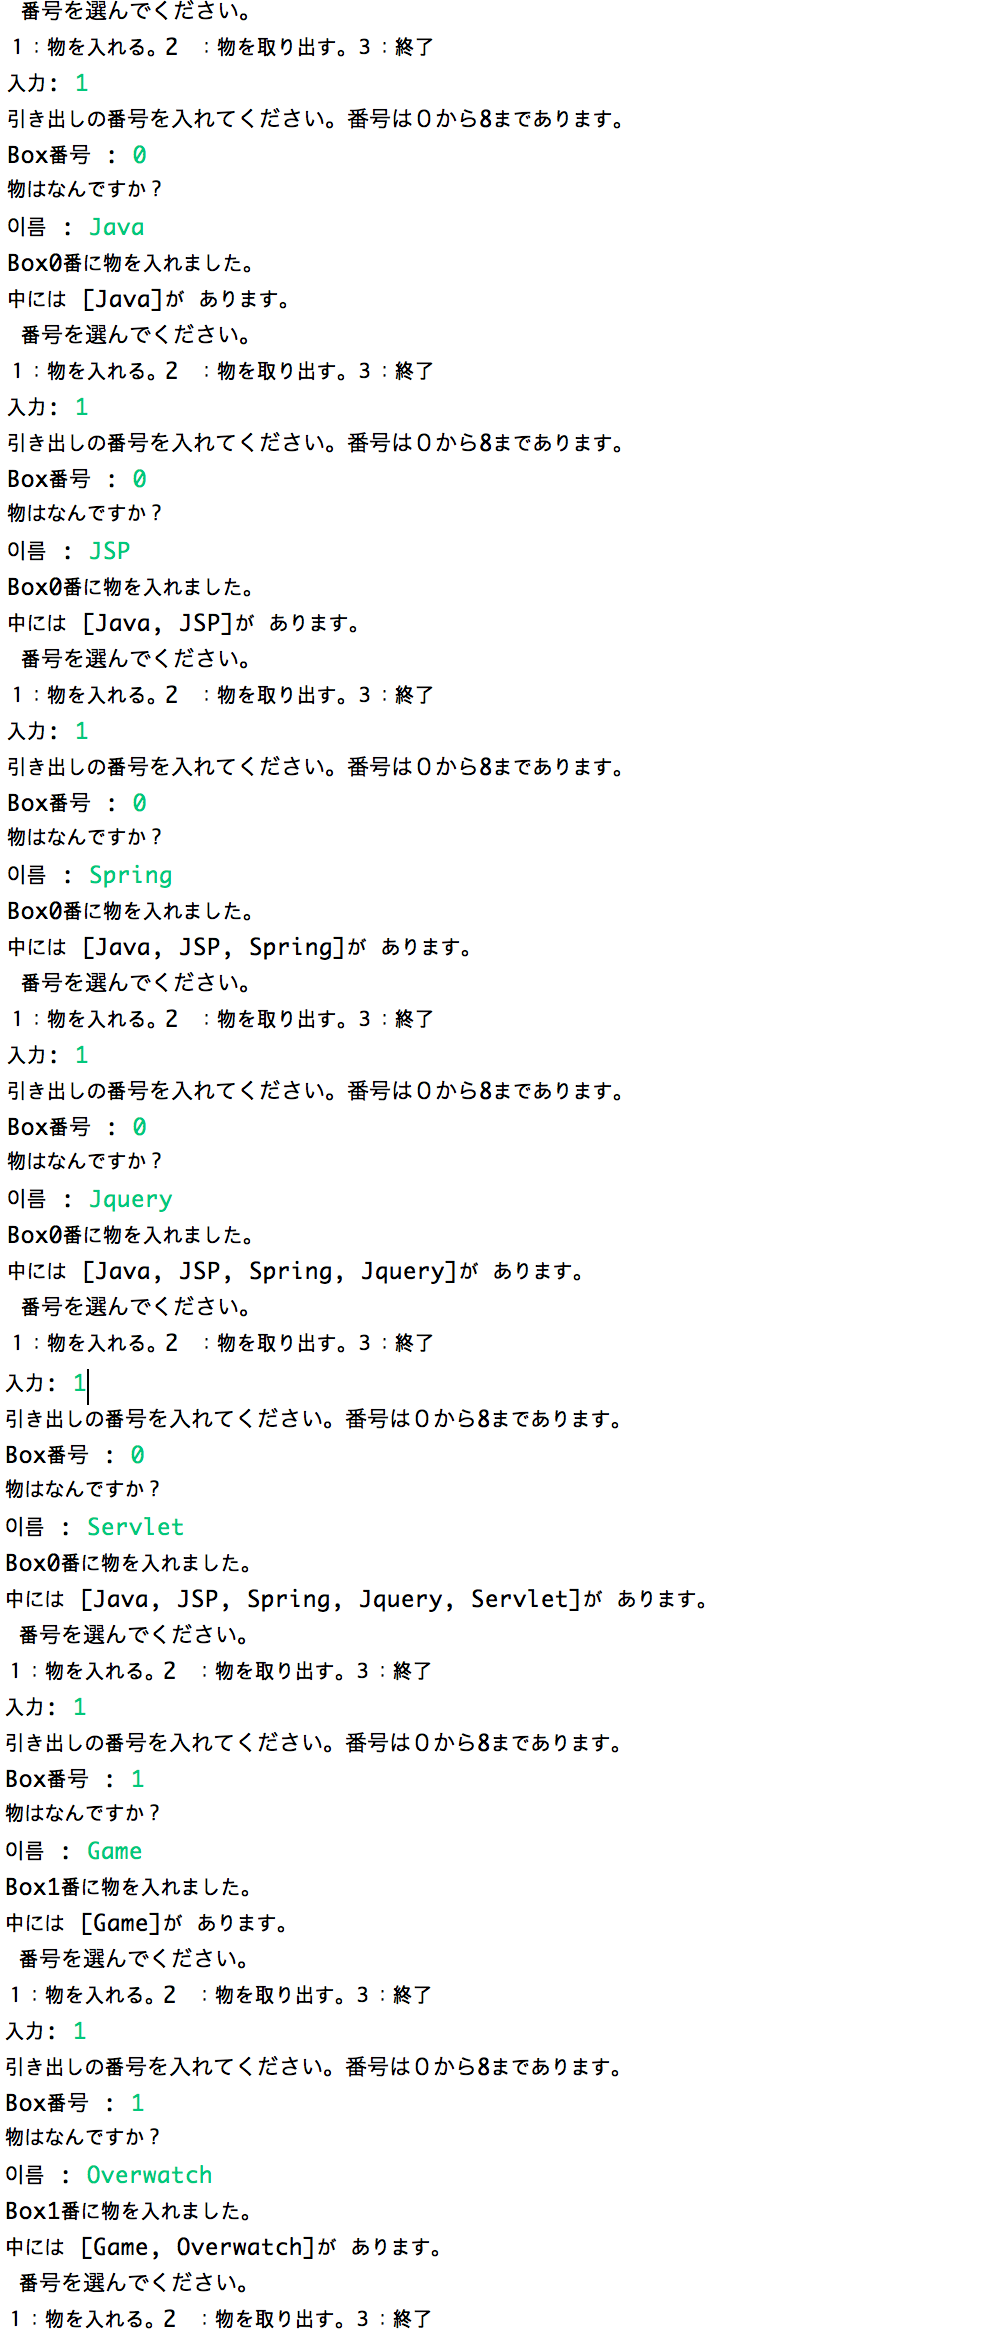 番号を選んでください。
1：物を入れる。2 ：物を取り出す。3：終了
入力: 1
引き出しの番号を入れてください。番号は０から8まであります。
Box番号 : 0
物はなんですか？
이름 : Java
Box0番に物を入れました。
中には [Java]が あります。
番号を選んでください。
1：物を入れる。2 ：物を取り出す。3：終了
入力: 1
引き出しの番号を入れてください。番号は０から8まであります。
Box番号 : 0
物はなんですか？
이름 : JSP
Box0番に物を入れました。
中には [Java, JSP]が あります。
番号を選んでください。
1：物を入れる。2 ：物を取り出す。3：終了
入力: 1
引き出しの番号を入れてください。番号は０から8まであります。
Box番号 : 0
物はなんですか？
이름 : Spring
Box0番に物を入れました。
中には [Java, JSP, Spring]が あります。
番号を選んでください。
1：物を入れる。2 ：物を取り出す。3：終了
入力: 1
引き出しの番号を入れてください。番号は０から8まであります。
Box番号 : 0
物はなんですか？
이름 : Jquery
Box0番に物を入れました。
中には [Java, JSP, Spring, Jquery]が あります。
番号を選んでください。
1：物を入れる。2 ：物を取り出す。3：終了
入力: 1
引き出しの番号を入れてください。番号は０から8まであります。
Box番号 : 0
物はなんですか？
이름 : Servlet
Box0番に物を入れました。
中には [Java, JSP, Spring, Jquery, Servlet]が あります。
番号を選んでください。
1：物を入れる。2 ：物を取り出す。3：終了
入力: 1
引き出しの番号を入れてください。番号は０から8まであります。
Box番号 : 1
物はなんですか？
이름 : Game
Box1番に物を入れました。
中には [Game]が あります。
番号を選んでください。
1：物を入れる。2 ：物を取り出す。3：終了
入力: 1
引き出しの番号を入れてください。番号は０から8まであります。
Box番号 : 1
物はなんですか？
이름 : Overwatch
Box1番に物を入れました。
中には [Game, Overwatch]が あります。
番号を選んでください。
1：物を入れる。2 ：物を取り出す。3：終了